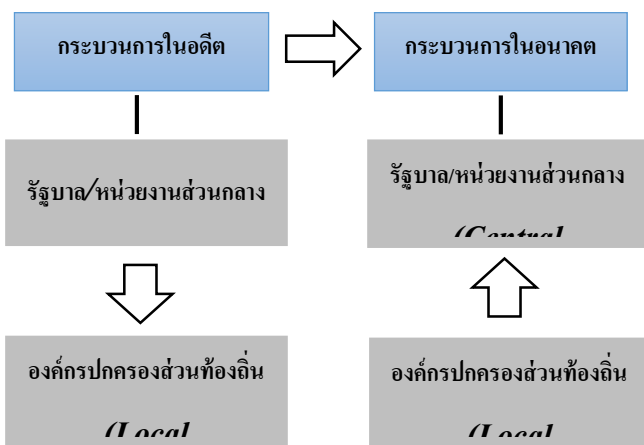 กระบวนการในอดีต
กระบวนการในอนาคต
รัฐบาล/หน่วยงานส่วนกลาง
รัฐบาล/หน่วยงานส่วนกลาง
(Central
องค์กรปกครองส่วนท้องถิ่น
(Local
องค์กรปกครองส่วนท้องถิ่น
(Local